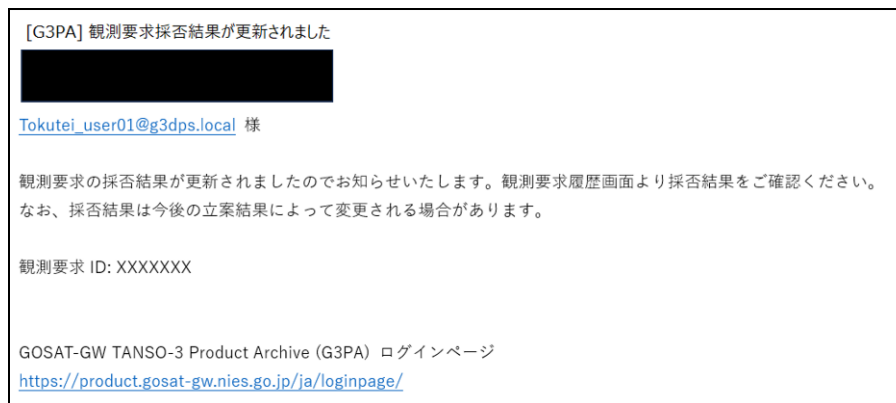 [G3PA] 観測要求採否結果が更新されました
Tokutei_user01@g3dps.local 様
観測要求の採否結果が更新されましたのでお知らせいたします。観測要求履歴画面より採否結果をご確認ください。
なお、採否結果は今後の立案結果によって変更される場合があります。
観測要求 ID: XXXXXXX
GOSAT-GW TANSO-3 Product Archive (G3PA) ログインページ
https://product.gosat-gw.nies.go.jp/ja/loginpage/